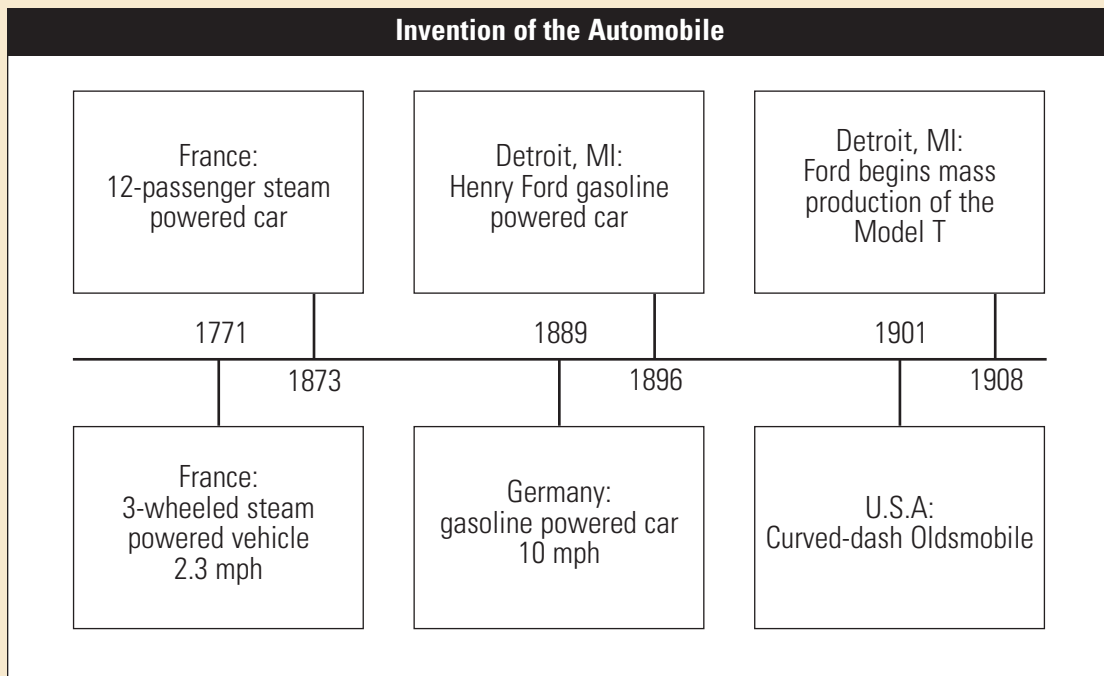 Invention of the Automobile
France:
12-passenger steam
powered car
Detroit, MI:
Henry Ford gasoline
powered car
Detroit, MI:
Ford begins mass
production of the
Model T
1771
1889
1901
1873
1896
1908
France:
3-wheeled steam
powered vehicle
2.3 mph
Germany:
gasoline powered car
10 mph
U.S.A:
Curved-dash Oldsmobile